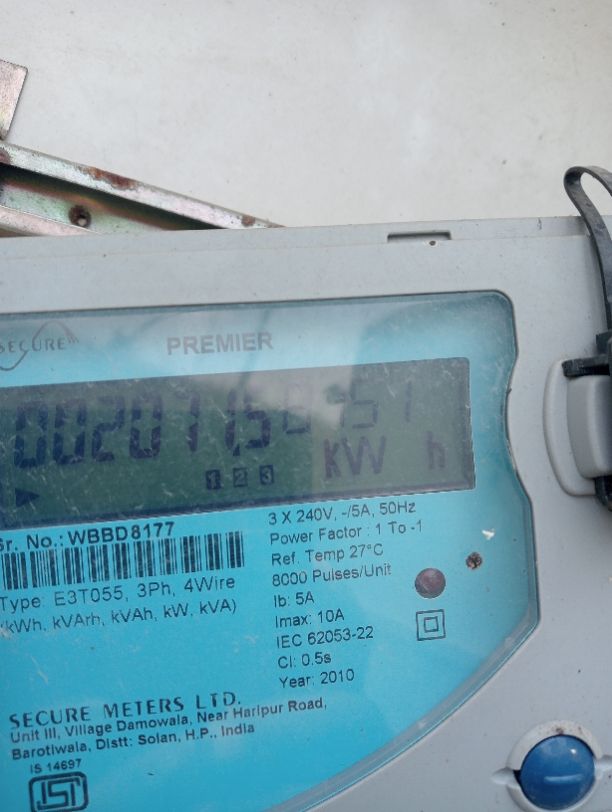 SECURE
PREMIER
1 2 3
kW h
Sr. No.: WBBD8177
Type: E3T055, 3Ph, 4Wire
(kWh, kVArh, kVAh, kW, kVA)
3 X 240V, -/5A, 50Hz
Power Factor : 1 To -1
Ref. Temp 27°C
8000 Pulses/Unit
Ib: 5A
Imax: 10A
IEC 62053-22
Cl: 0.5s
Year: 2010
SECURE METERS LTD.
Unit III, Village Damowala, Near Haripur Road,
Barotiwala, Distt: Solan, H.P., India
IS 14697
ISI